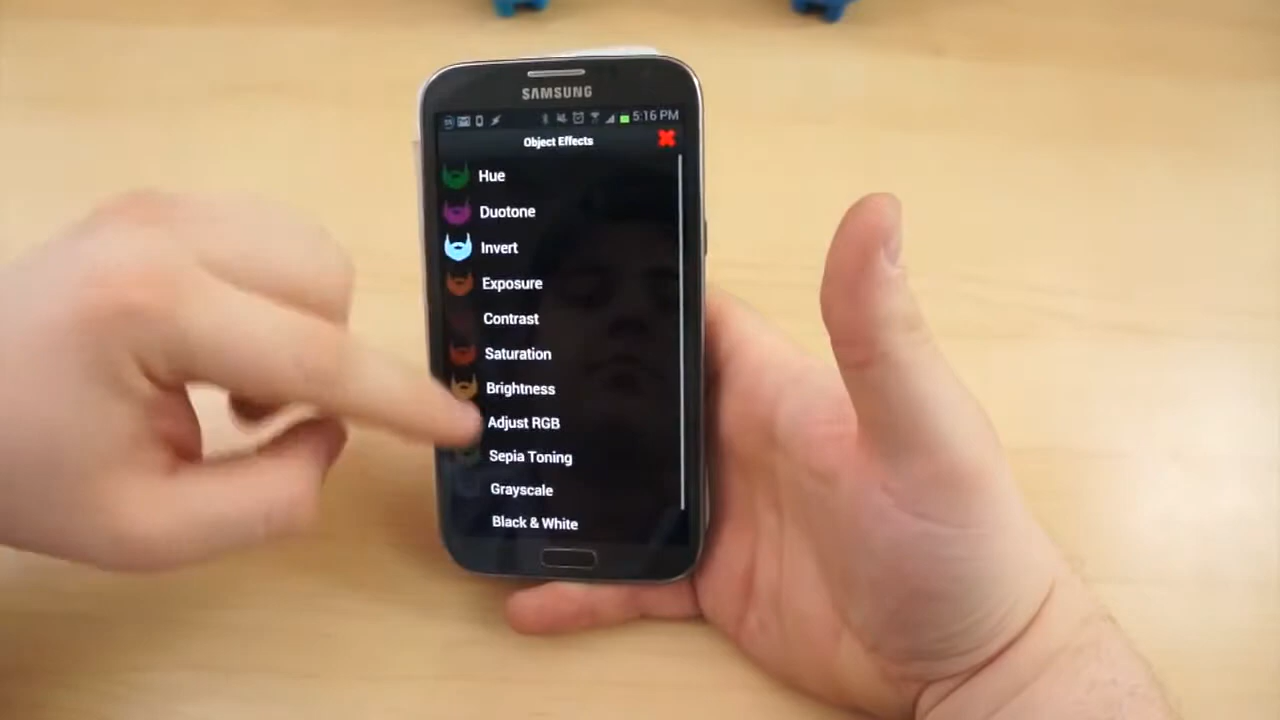 SAMSUNG
5:16 PM
Object Effects
Hue
Duotone
Invert
Exposure
Contrast
Saturation
Brightness
Adjust RGB
Sepia Toning
Grayscale
Black & White